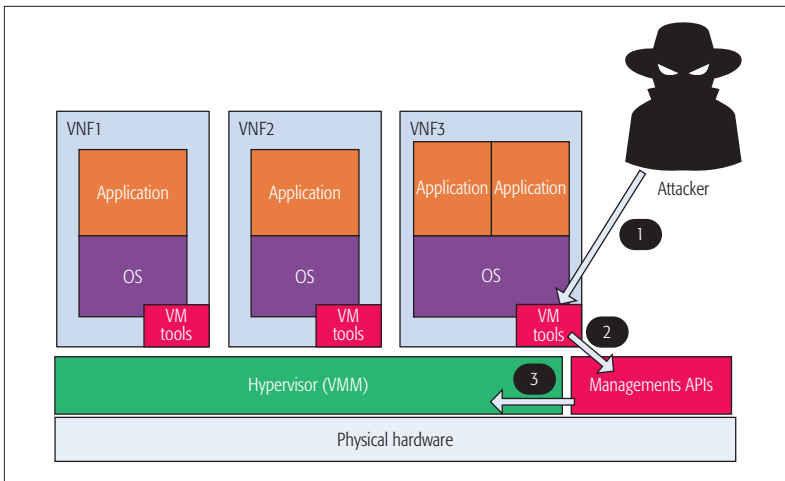 VNF1
VNF2
VNF3
Application
Application
Application
Application
Attacker
1
OS
OS
OS
VM
tools
VM
tools
VM
tools
2
Hypervisor (VMM)
3
Managements APIs
Physical hardware